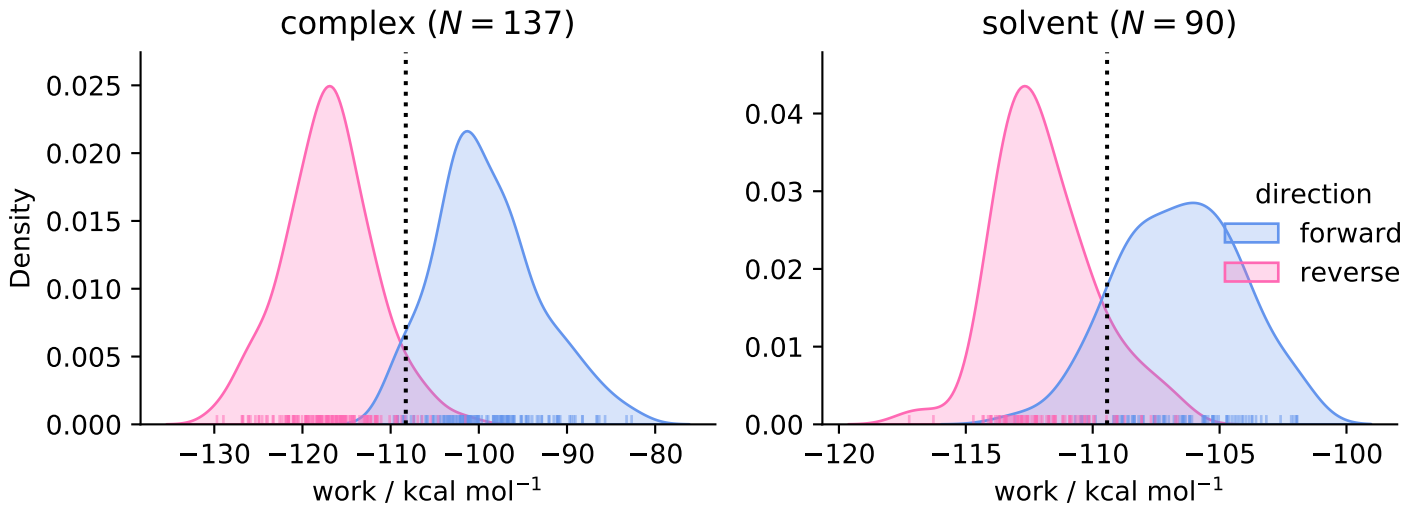 complex (N = 137)
Density
0.025
0.020
0.015
0.010
0.005
0.000
−130 −120 −110 −100 −90 −80
work / kcal mol⁻¹
solvent (N = 90)
0.04
0.03
0.02
0.01
0.00
−120 −115 −110 −105 −100
work / kcal mol⁻¹
direction
forward
reverse